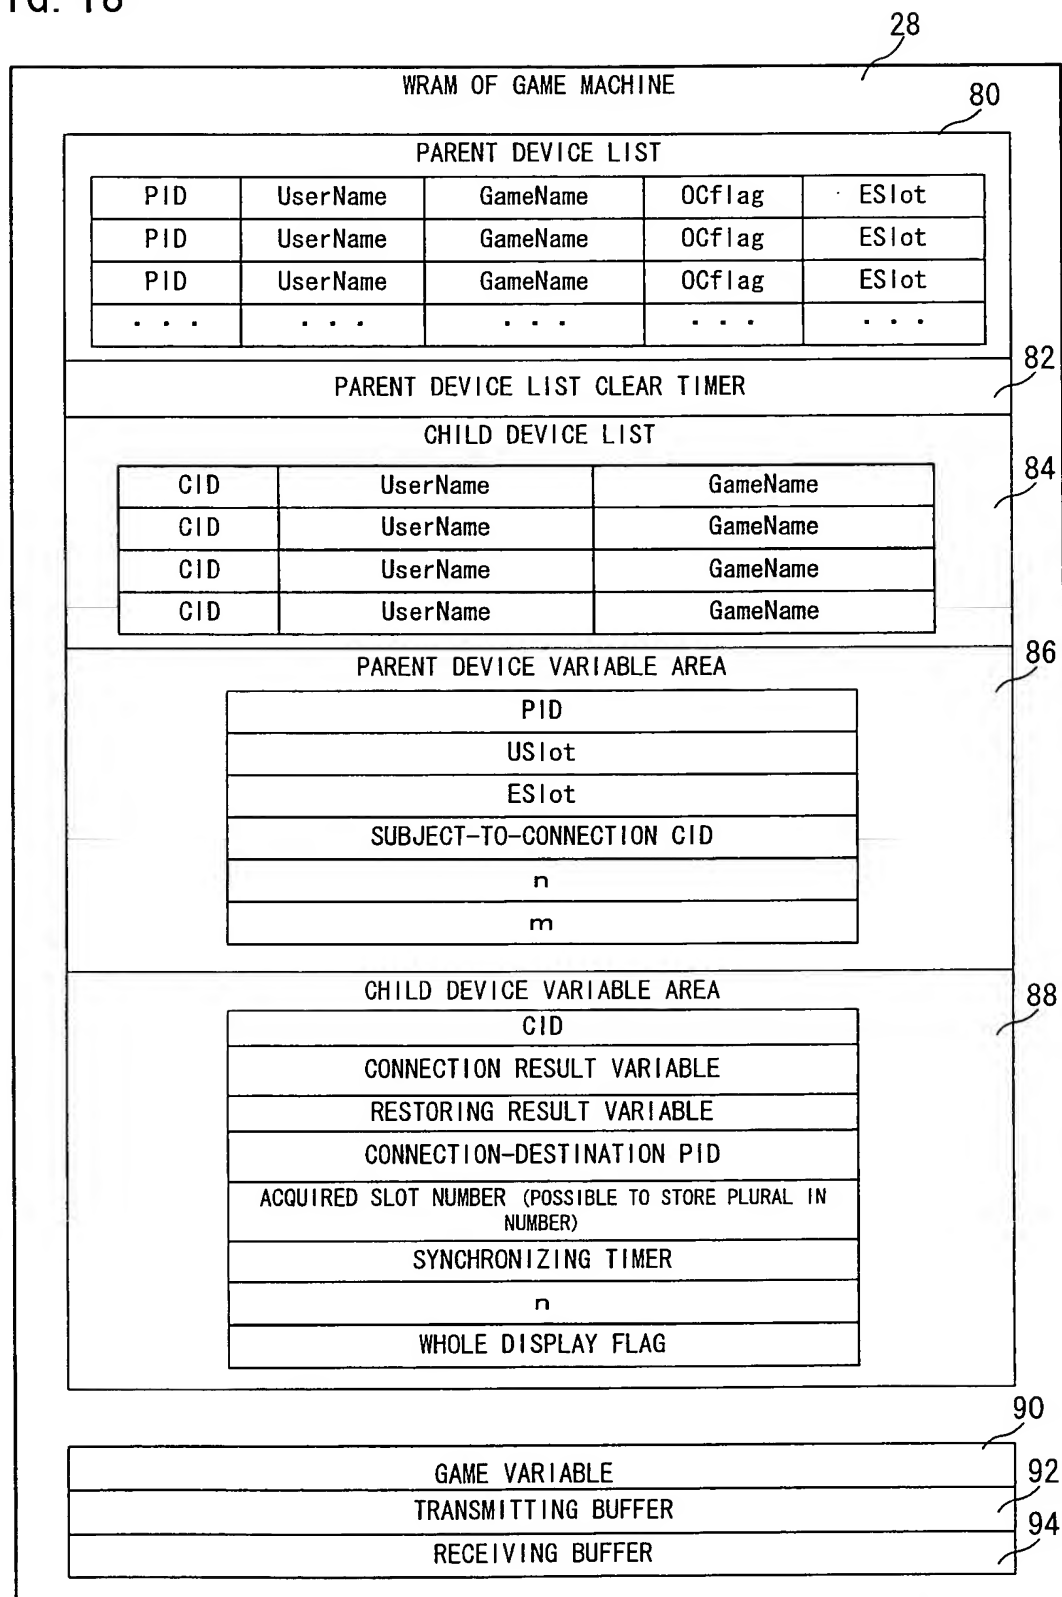 28
WRAM OF GAME MACHINE
80
PARENT DEVICE LIST
PID UserName GameName OCflag ESlot
PID UserName GameName OCflag ESlot
PID UserName GameName OCflag ESlot
... ... ... ... ...
82
PARENT DEVICE LIST CLEAR TIMER
CHILD DEVICE LIST
84
CID UserName GameName
CID UserName GameName
CID UserName GameName
CID UserName GameName
86
PARENT DEVICE VARIABLE AREA
PID
USlot
ESlot
SUBJECT-TO-CONNECTION CID
n
m
88
CHILD DEVICE VARIABLE AREA
CID
CONNECTION RESULT VARIABLE
RESTORING RESULT VARIABLE
CONNECTION-DESTINATION PID
ACQUIRED SLOT NUMBER (POSSIBLE TO STORE PLURAL IN
NUMBER)
SYNCHRONIZING TIMER
n
WHOLE DISPLAY FLAG
90
GAME VARIABLE
92
TRANSMITTING BUFFER
94
RECEIVING BUFFER